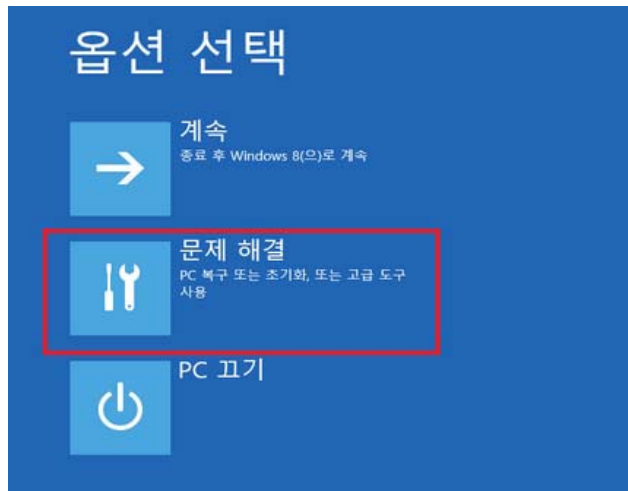 옵션 선택
계속
종료 후 Windows 8(으)로 계속
문제 해결
PC 복구 또는 초기화, 또는 고급 도구
사용
PC 끄기